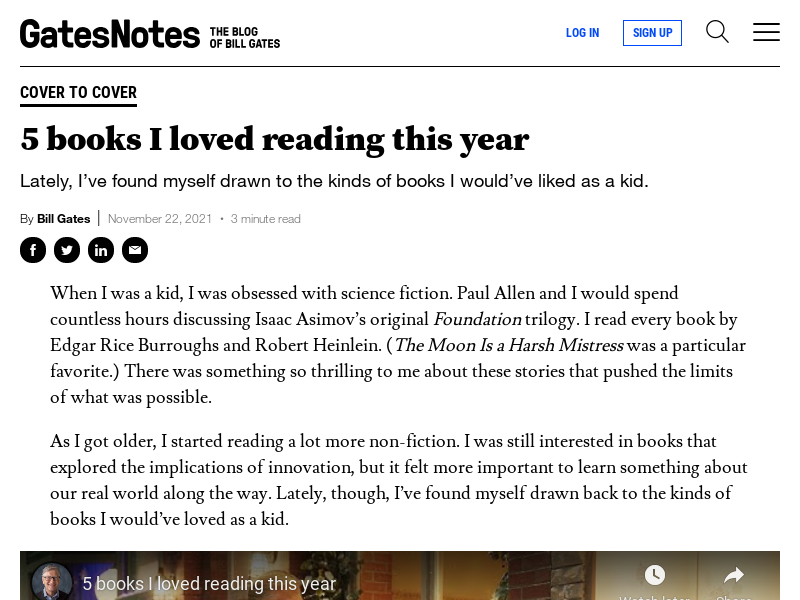 GatesNotes THE BLOG
OF BILL GATES
LOG IN
SIGN UP
COVER TO COVER
5 books I loved reading this year
Lately, I’ve found myself drawn to the kinds of books I would’ve liked as a kid.
By Bill Gates | November 22, 2021 • 3 minute read
When I was a kid, I was obsessed with science fiction. Paul Allen and I would spend
countless hours discussing Isaac Asimov’s original Foundation trilogy. I read every book by
Edgar Rice Burroughs and Robert Heinlein. (The Moon Is a Harsh Mistress was a particular
favorite.) There was something so thrilling to me about these stories that pushed the limits
of what was possible.
As I got older, I started reading a lot more non-fiction. I was still interested in books that
explored the implications of innovation, but it felt more important to learn something about
our real world along the way. Lately, though, I’ve found myself drawn back to the kinds of
books I would’ve loved as a kid.
5 books I loved reading this year
Watch later
Share